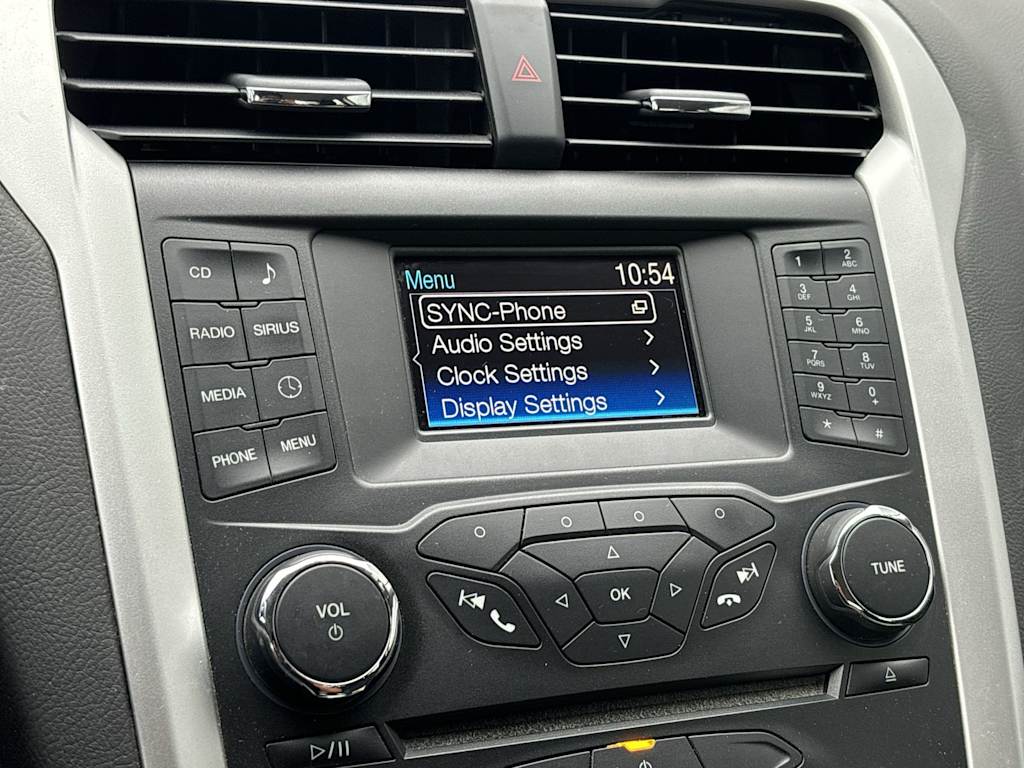 Menu 10:54
SYNC-Phone
Audio Settings
Clock Settings
Display Settings
CD
RADIO SIRIUS
MEDIA
PHONE MENU
1 2 ABC
3 DEF 4 GHI
5 JKL 6 MNO
7 PQRS 8 TUV
9 WXYZ 0 +
* #
OK
VOL
TUNE